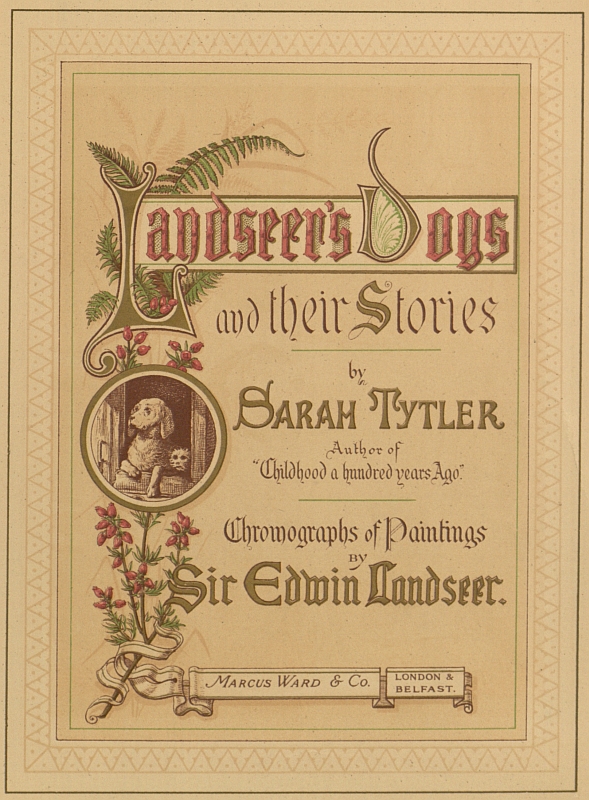 Landseer's Dogs
and their Stories
by
SARAH TYTLER
Author of
"Childhood a hundred years Ago."
Chromographs of Paintings
BY
Sir Edwin Landseer.
MARCUS WARD & Co.
LONDON &
BELFAST.